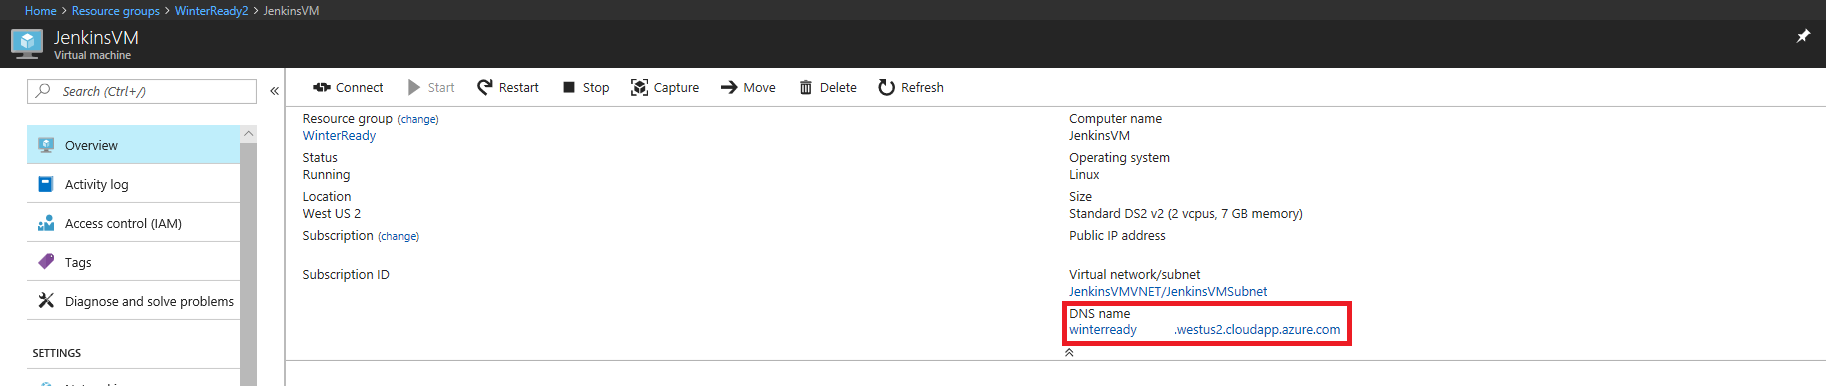 Home > Resource groups > WinterReady2 > JenkinsVM
JenkinsVM
Virtual machine
Search (Ctrl+/)
Overview
Activity log
Access control (IAM)
Tags
Diagnose and solve problems
SETTINGS
Connect Start Restart Stop Capture Move Delete Refresh
Resource group (change)
WinterReady
Status
Running
Location
West US 2
Subscription (change)
Subscription ID
Computer name
JenkinsVM
Operating system
Linux
Size
Standard DS2 v2 (2 vcpus, 7 GB memory)
Public IP address
Virtual network/subnet
JenkinsVMVNET/JenkinsVMSubnet
DNS name
winterready .westus2.cloudapp.azure.com